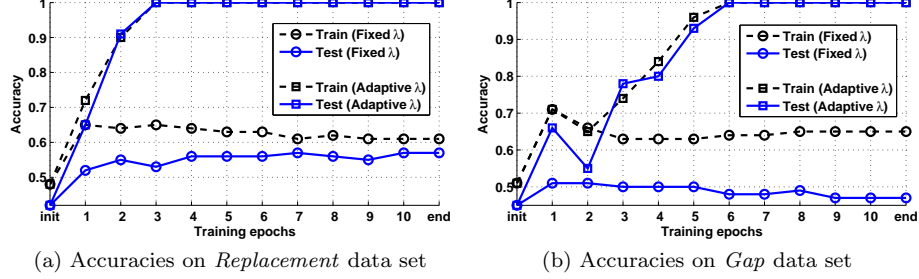 1
0.9
0.8
0.7
0.6
0.5
Accuracy
init 1 2 3 4 5 6 7 8 9 10 end
Training epochs
Train (Fixed λ)
Test (Fixed λ)
Train (Adaptive λ)
Test (Adaptive λ)
(a) Accuracies on Replacement data set
1
0.9
0.8
0.7
0.6
0.5
Accuracy
init 1 2 3 4 5 6 7 8 9 10 end
Training epochs
Train (Fixed λ)
Test (Fixed λ)
Train (Adaptive λ)
Test (Adaptive λ)
(b) Accuracies on Gap data set